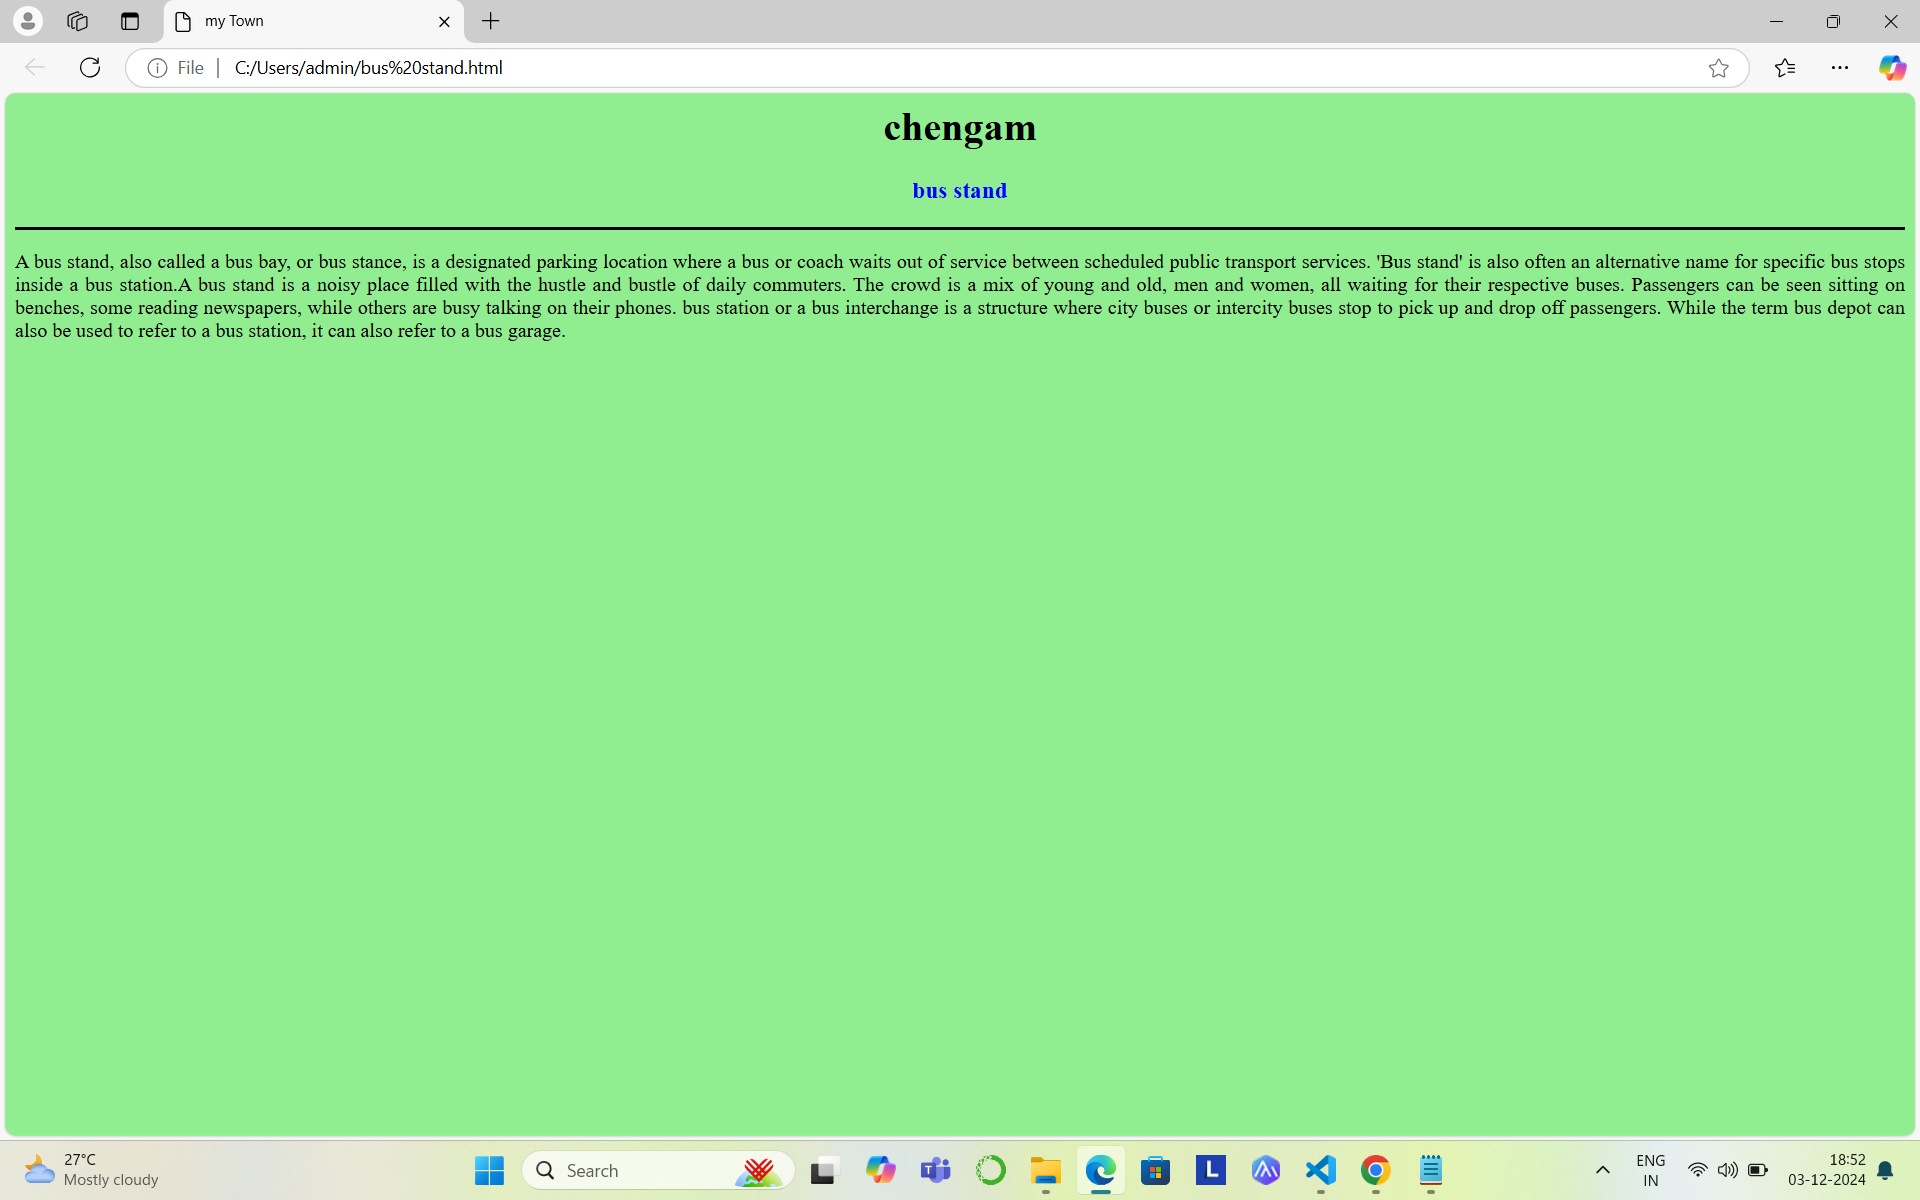 my Town
File
C:/Users/admin/bus%20stand.html
chengam
bus stand
A bus stand, also called a bus bay, or bus stance, is a designated parking location where a bus or coach waits out of service between scheduled public transport services. 'Bus stand' is also often an alternative name for specific bus stops
inside a bus station.A bus stand is a noisy place filled with the hustle and bustle of daily commuters. The crowd is a mix of young and old, men and women, all waiting for their respective buses. Passengers can be seen sitting on
benches, some reading newspapers, while others are busy talking on their phones. bus station or a bus interchange is a structure where city buses or intercity buses stop to pick up and drop off passengers. While the term bus depot can
also be used to refer to a bus station, it can also refer to a bus garage.
27°C
Mostly cloudy
Search
T
L
ENG
IN
18:52
03-12-2024